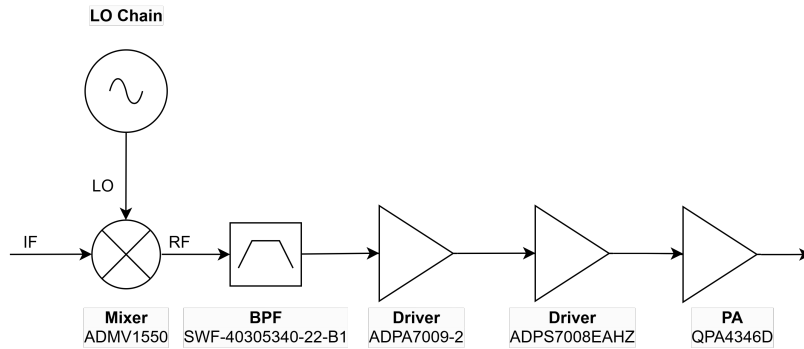 LO Chain
LO
IF
RF
Mixer
ADMV1550
BPF
SWF-40305340-22-B1
Driver
ADPA7009-2
Driver
ADPS7008EAHZ
PA
QPA4346D